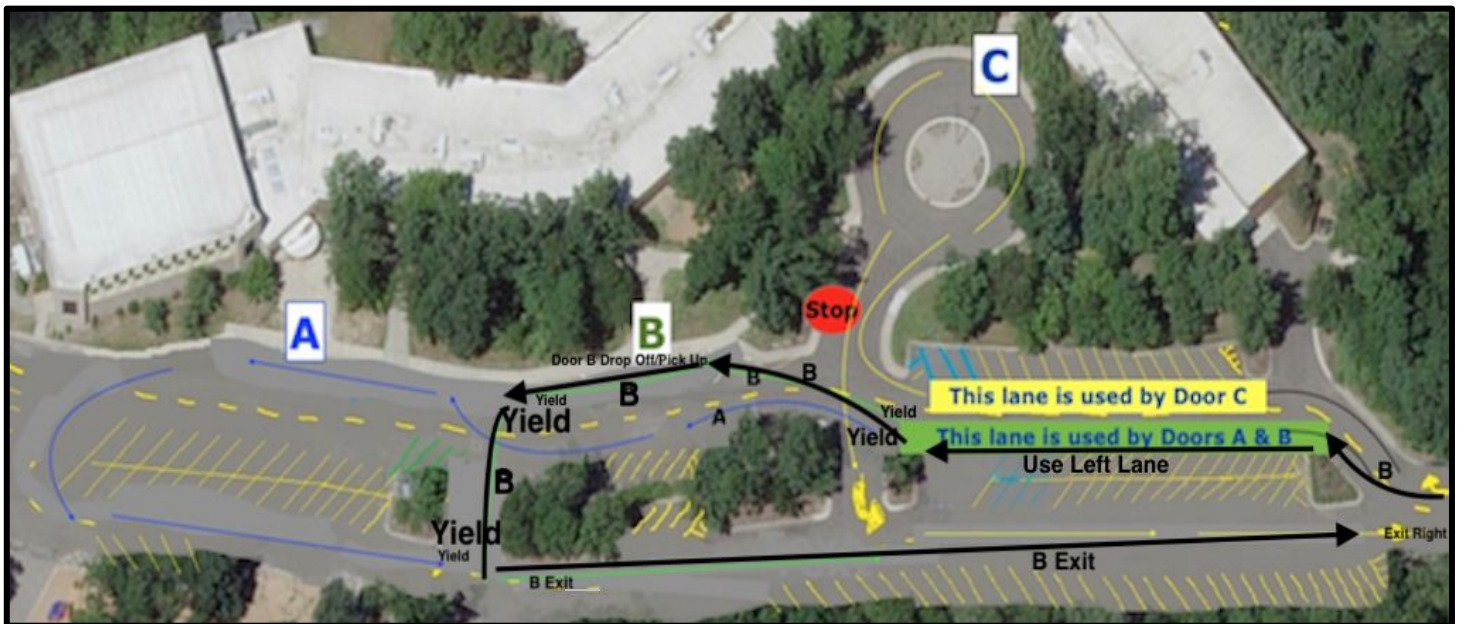 C
Stop
A
B
Door B Drop Off/Pick Up
B
B
Yield
B
A
Yield
Yield
Yield
This lane is used by Door C
This lane is used by Doors A & B
Use Left Lane
B
B
Yield
Yield
B Exit
B Exit
Exit Right